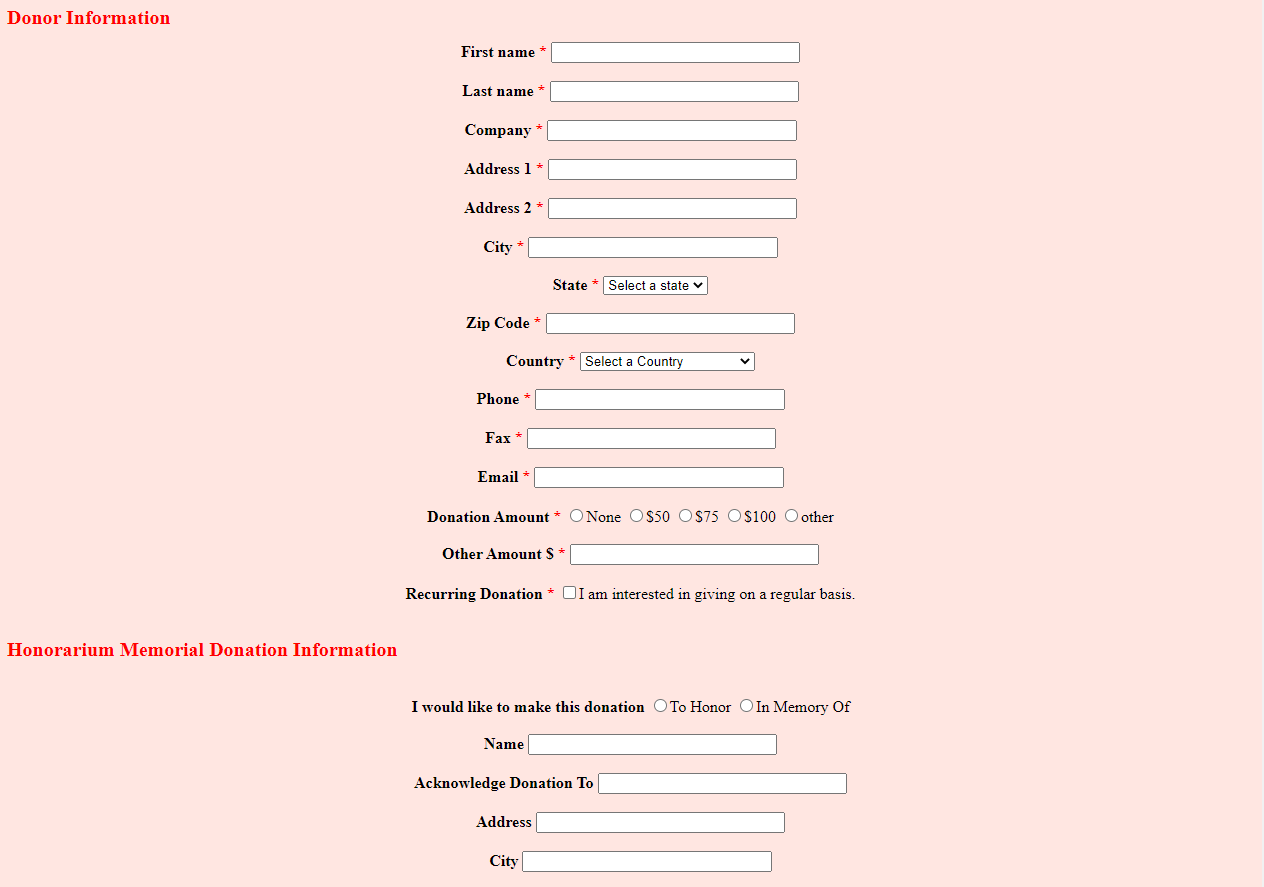 Donor Information
First name *
Last name *
Company *
Address 1 *
Address 2 *
City *
State * Select a state
Zip Code *
Country * Select a Country
Phone *
Fax *
Email *
Donation Amount * None $50 $75 $100 other
Other Amount $ *
Recurring Donation * I am interested in giving on a regular basis.
Honorarium Memorial Donation Information
I would like to make this donation To Honor In Memory Of
Name
Acknowledge Donation To
Address
City